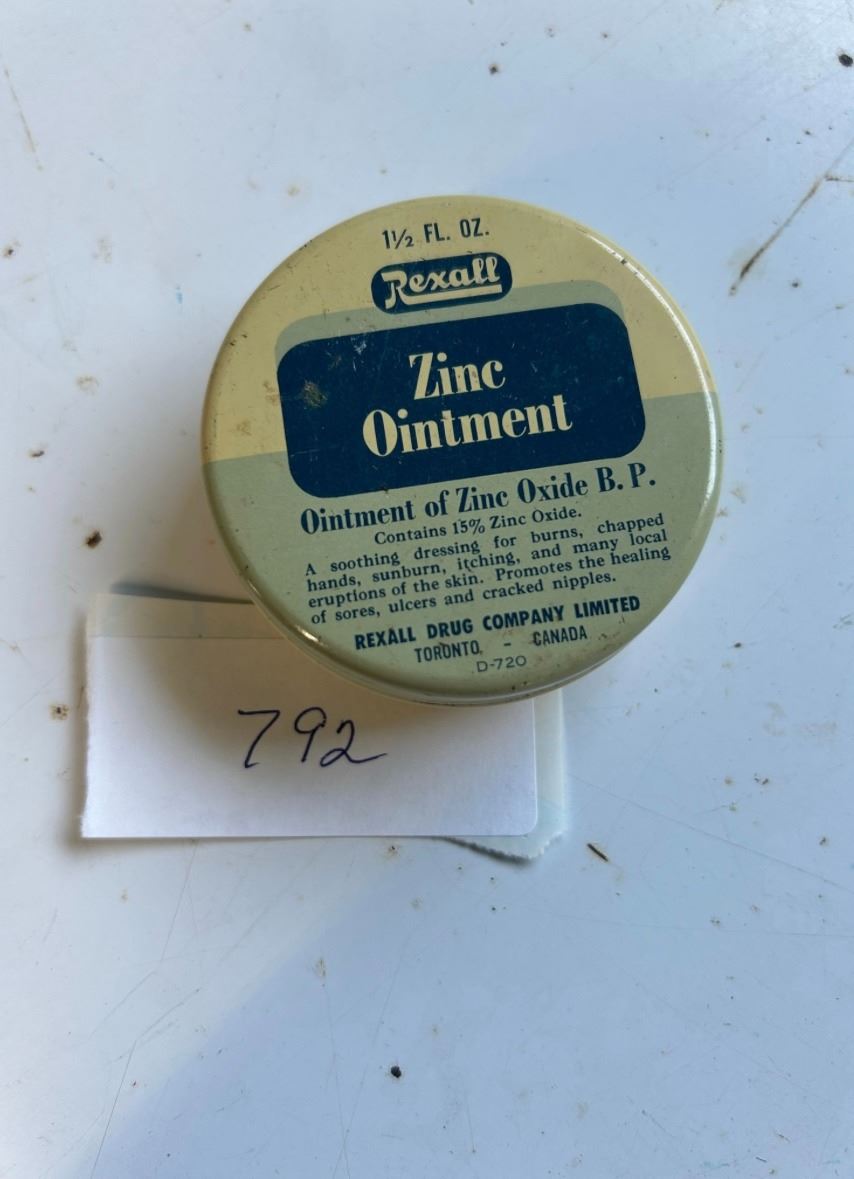 1½ FL. OZ.
Rexall
Zinc
Ointment
Ointment of Zinc Oxide B. P.
Contains 15% Zinc Oxide.
A soothing dressing for burns, chapped
hands, sunburn, itching, and many local
eruptions of the skin. Promotes the healing
of sores, ulcers and cracked nipples.
REXALL DRUG COMPANY LIMITED
TORONTO - CANADA
D-720
792